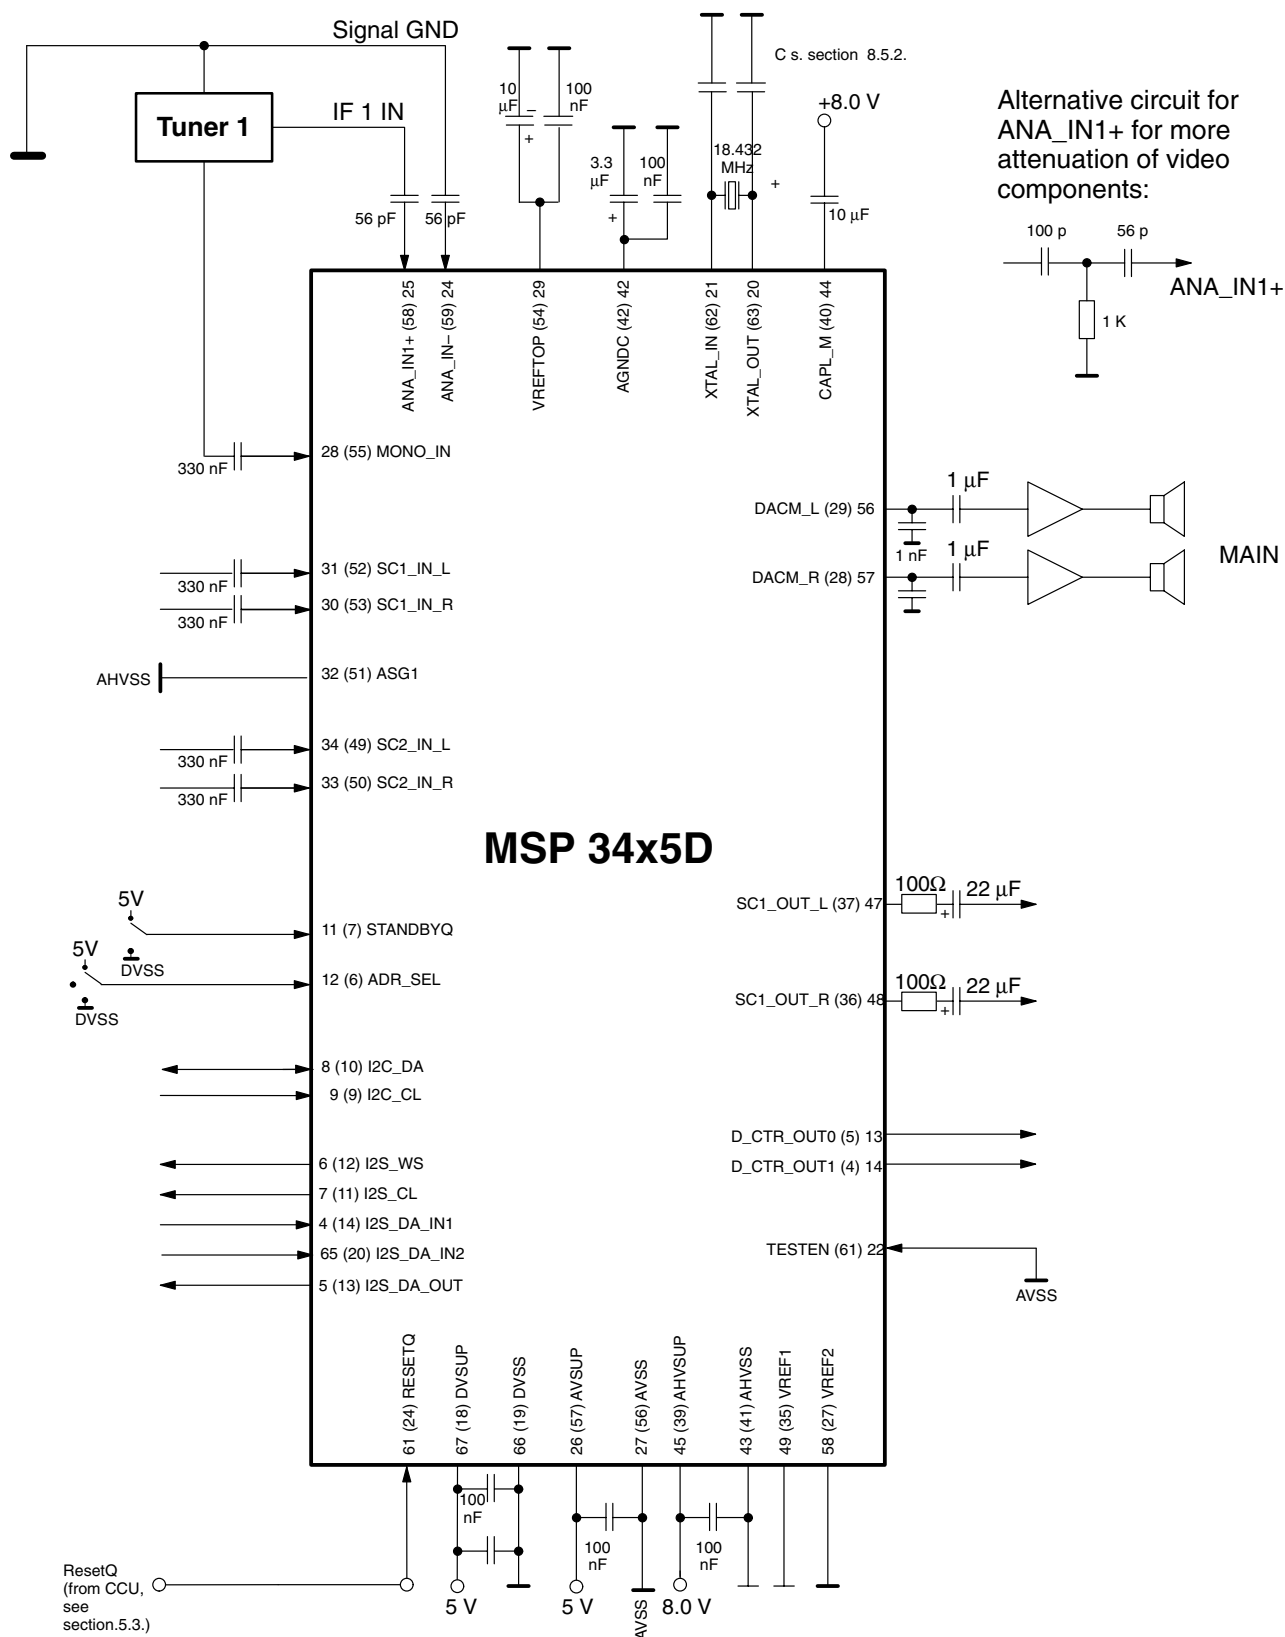 Signal GND
C s. section 8.5.2.
10
µF
–
+
100
nF
+8.0 V
Alternative circuit for
ANA_IN1+ for more
attenuation of video
components:
Tuner 1
IF 1 IN
3.3
µF
+
100
nF
18.432
MHz
+
56 pF
56 pF
10 µF
100 p
56 p
ANA_IN1+
1 K
ANA_IN1+ (58) 25
ANA_IN– (59) 24
VREFTOP (54) 29
AGNDC (42) 42
XTAL_IN (62) 21
XTAL_OUT (63) 20
CAPL_M (40) 44
330 nF
28 (55) MONO_IN
DACM_L (29) 56
1 µF
1 nF
1 µF
DACM_R (28) 57
MAIN
330 nF
31 (52) SC1_IN_L
330 nF
30 (53) SC1_IN_R
AHVSS
32 (51) ASG1
330 nF
34 (49) SC2_IN_L
330 nF
33 (50) SC2_IN_R
MSP 34x5D
SC1_OUT_L (37) 47
100Ω
+
22 µF
5V
DVSS
11 (7) STANDBYQ
5V
DVSS
12 (6) ADR_SEL
SC1_OUT_R (36) 48
100Ω
+
22 µF
8 (10) I2C_DA
9 (9) I2C_CL
D_CTR_OUT0 (5) 13
D_CTR_OUT1 (4) 14
6 (12) I2S_WS
7 (11) I2S_CL
4 (14) I2S_DA_IN1
65 (20) I2S_DA_IN2
5 (13) I2S_DA_OUT
TESTEN (61) 22
AVSS
61 (24) RESETQ
67 (18) DVSUP
66 (19) DVSS
26 (57) AVSUP
27 (56) AVSS
45 (39) AHVSUP
43 (41) AHVSS
49 (35) VREF1
58 (27) VREF2
100
nF
100
nF
100
nF
ResetQ
(from CCU,
see
section.5.3.)
5 V
5 V
AVSS
8.0 V